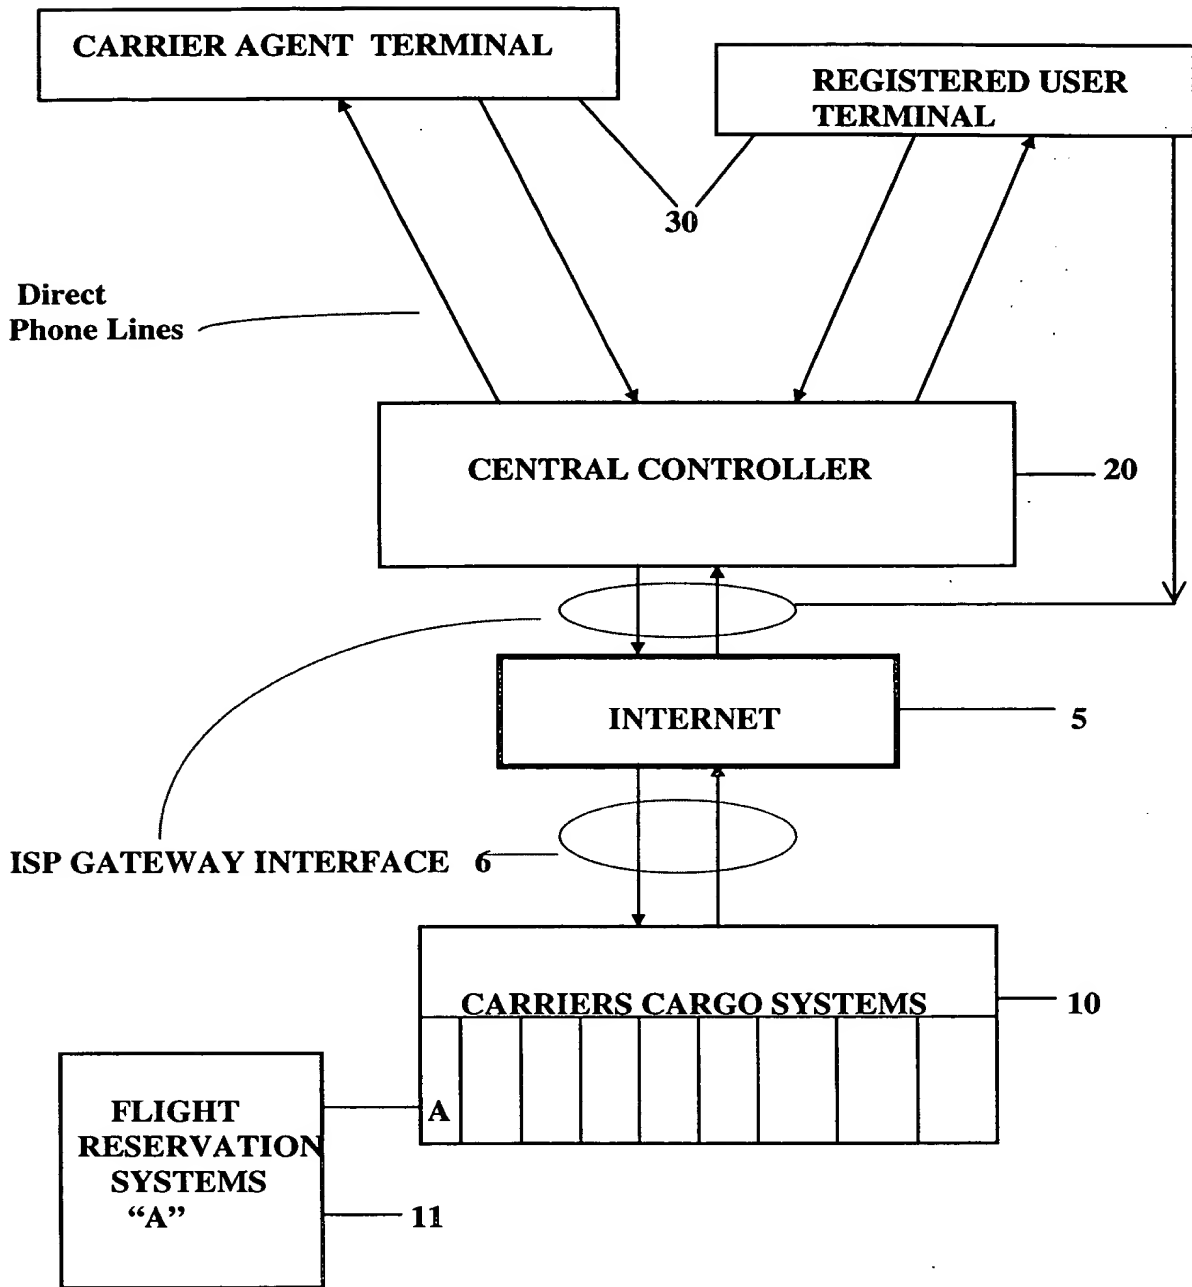 CARRIER AGENT TERMINAL
REGISTERED USER
TERMINAL
30
Direct
Phone Lines
CENTRAL CONTROLLER
20
INTERNET
5
ISP GATEWAY INTERFACE 6
CARRIERS CARGO SYSTEMS
10
A
FLIGHT
RESERVATION
SYSTEMS
“A”
11